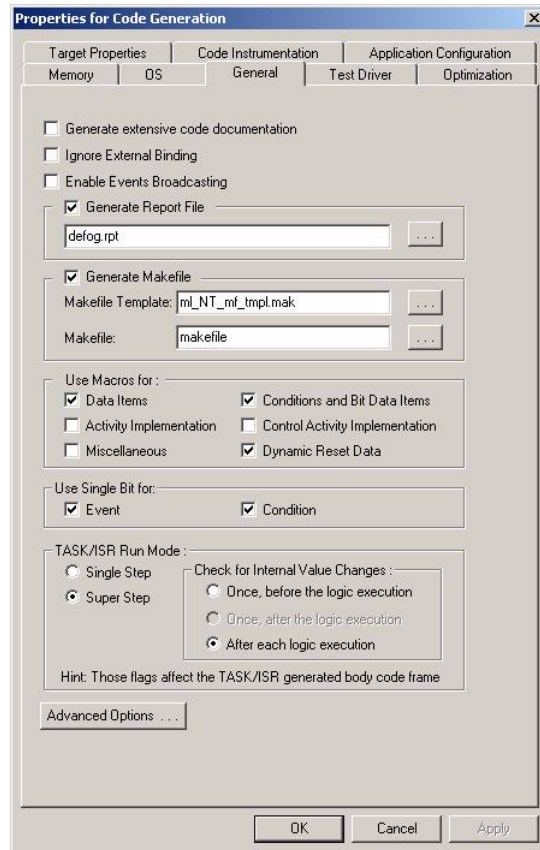 Properties for Code Generation
Target Properties Code Instrumentation Application Configuration
Memory OS General Test Driver Optimization
Generate extensive code documentation
Ignore External Binding
Enable Events Broadcasting
Generate Report File
defog.rpt ...
Generate Makefile
Makefile Template: ml_NT_mf_tmpl.mak ...
Makefile: makefile ...
Use Macros for :
Data Items Conditions and Bit Data Items
Activity Implementation Control Activity Implementation
Miscellaneous Dynamic Reset Data
Use Single Bit for:
Event Condition
TASK/ISR Run Mode :
Single Step Check for Internal Value Changes :
Super Step Once, before the logic execution
Once, after the logic execution
After each logic execution
Hint: Those flags affect the TASK/ISR generated body code frame
Advanced Options ...
OK Cancel Apply